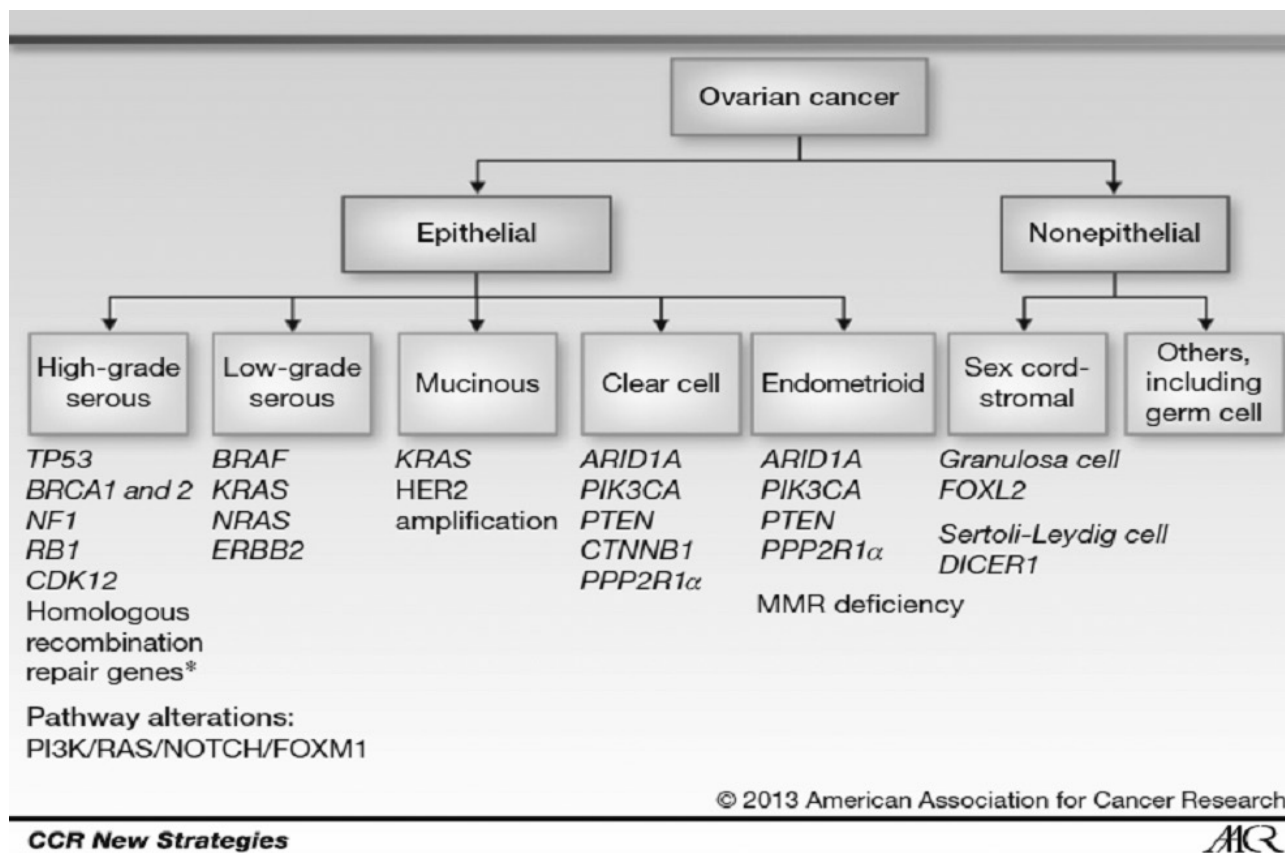 Ovarian cancer
Epithelial
Nonepithelial
High-grade
serous
Low-grade
serous
Mucinous
Clear cell
Endometrioid
Sex cord-
stromal
Others,
including
germ cell
TP53
BRCA1 and 2
NF1
RB1
CDK12
Homologous
recombination
repair genes*
BRAF
KRAS
NRAS
ERBB2
KRAS
HER2
amplification
ARID1A
PIK3CA
PTEN
CTNNB1
PPP2R1α
ARID1A
PIK3CA
PTEN
PPP2R1α
MMR deficiency
Granulosa cell
FOXL2
Sertoli-Leydig cell
DICER1
Pathway alterations:
PI3K/RAS/NOTCH/FOXM1
© 2013 American Association for Cancer Research
CCR New Strategies
AACR